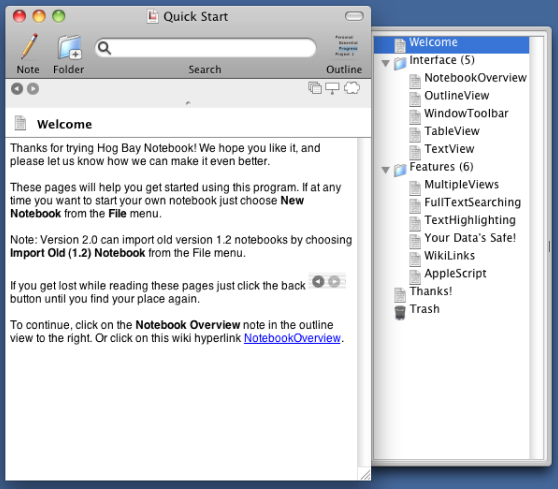 Quick Start
Personal
Essential
Progress
Project 1
Note
Folder
Search
Outline
Welcome
Thanks for trying Hog Bay Notebook! We hope you like it, and
please let us know how we can make it even better.
These pages will help you get started using this program. If at any
time you want to start your own notebook just choose New
Notebook from the File menu.
Note: Version 2.0 can import old version 1.2 notebooks by choosing
Import Old (1.2) Notebook from the File menu.
If you get lost while reading these pages just click the back
button until you find your place again.
To continue, click on the Notebook Overview note in the outline
view to the right. Or click on this wiki hyperlink NotebookOverview.
Welcome
Interface (5)
NotebookOverview
OutlineView
WindowToolbar
TableView
TextView
Features (6)
MultipleViews
FullTextSearching
TextHighlighting
Your Data's Safe!
WikiLinks
AppleScript
Thanks!
Trash